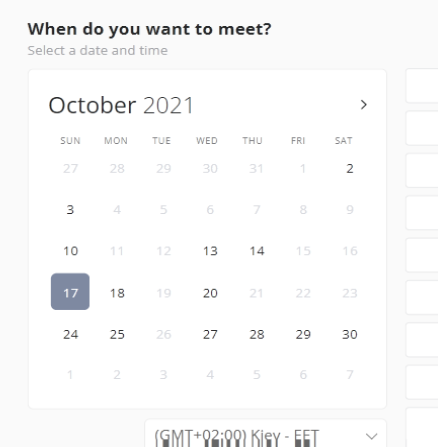 When do you want to meet?
Select a date and time
October 2021
SUN MON TUE WED THU FRI SAT
27 28 29 30 31 1 2
3 4 5 6 7 8 9
10 11 12 13 14 15 16
17 18 19 20 21 22 23
24 25 26 27 28 29 30
1 2 3 4 5 6 7
(GMT+02:00) Kiev - EET